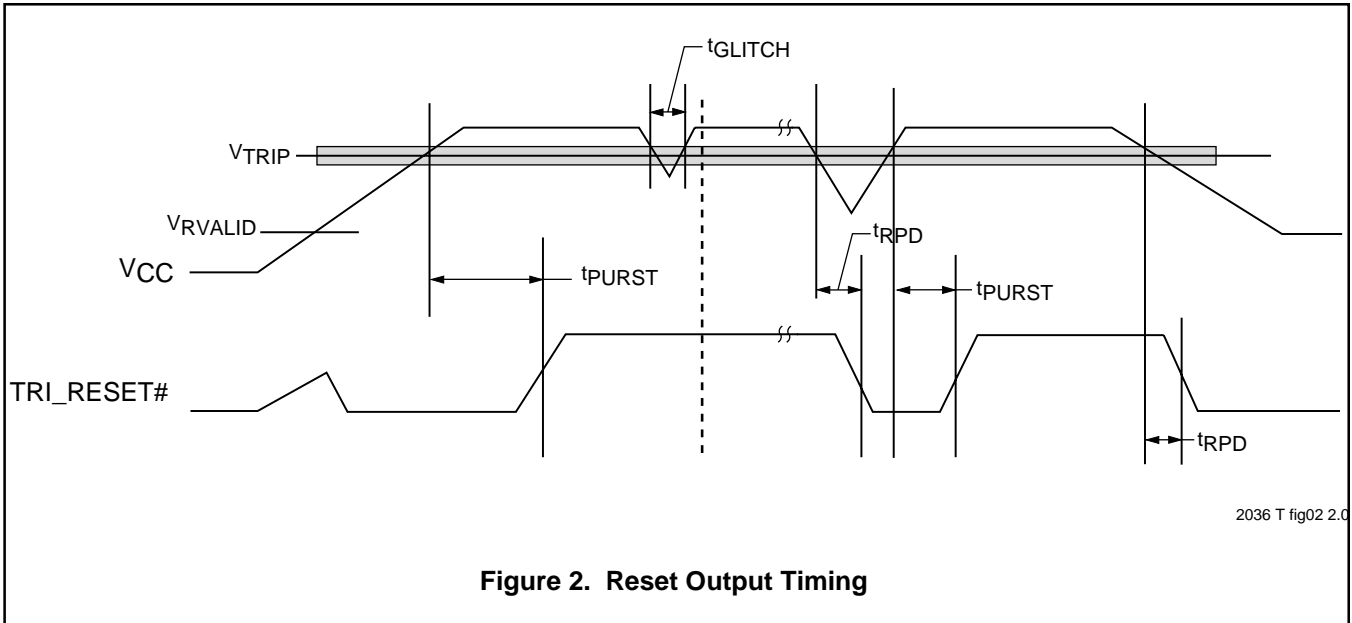 tGLITCH
VTRIP
VRVALID
tRPD
VCC
tPURST
tPURST
TRI_RESET#
tRPD
2036 T fig02 2.0
Figure 2. Reset Output Timing